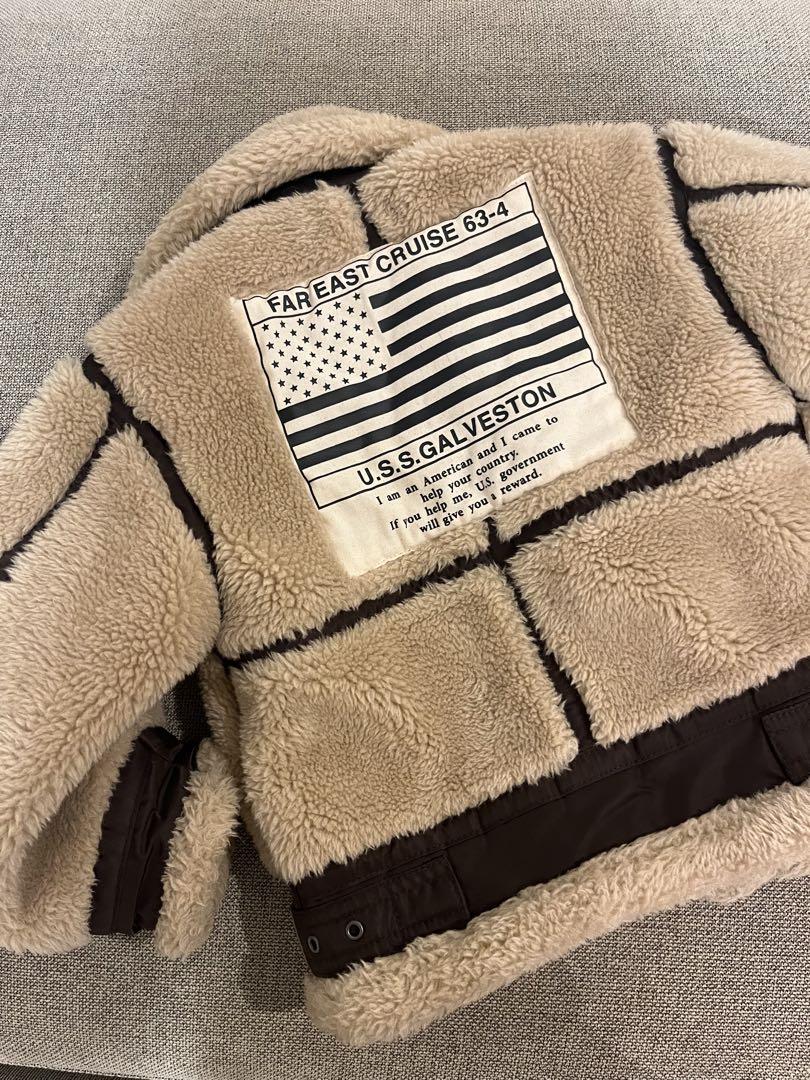 FAR EAST CRUISE 63-4
U.S.S.GALVESTON
I am an American and I came to
help your country.
If you help me, U.S. government
will give you a reward.